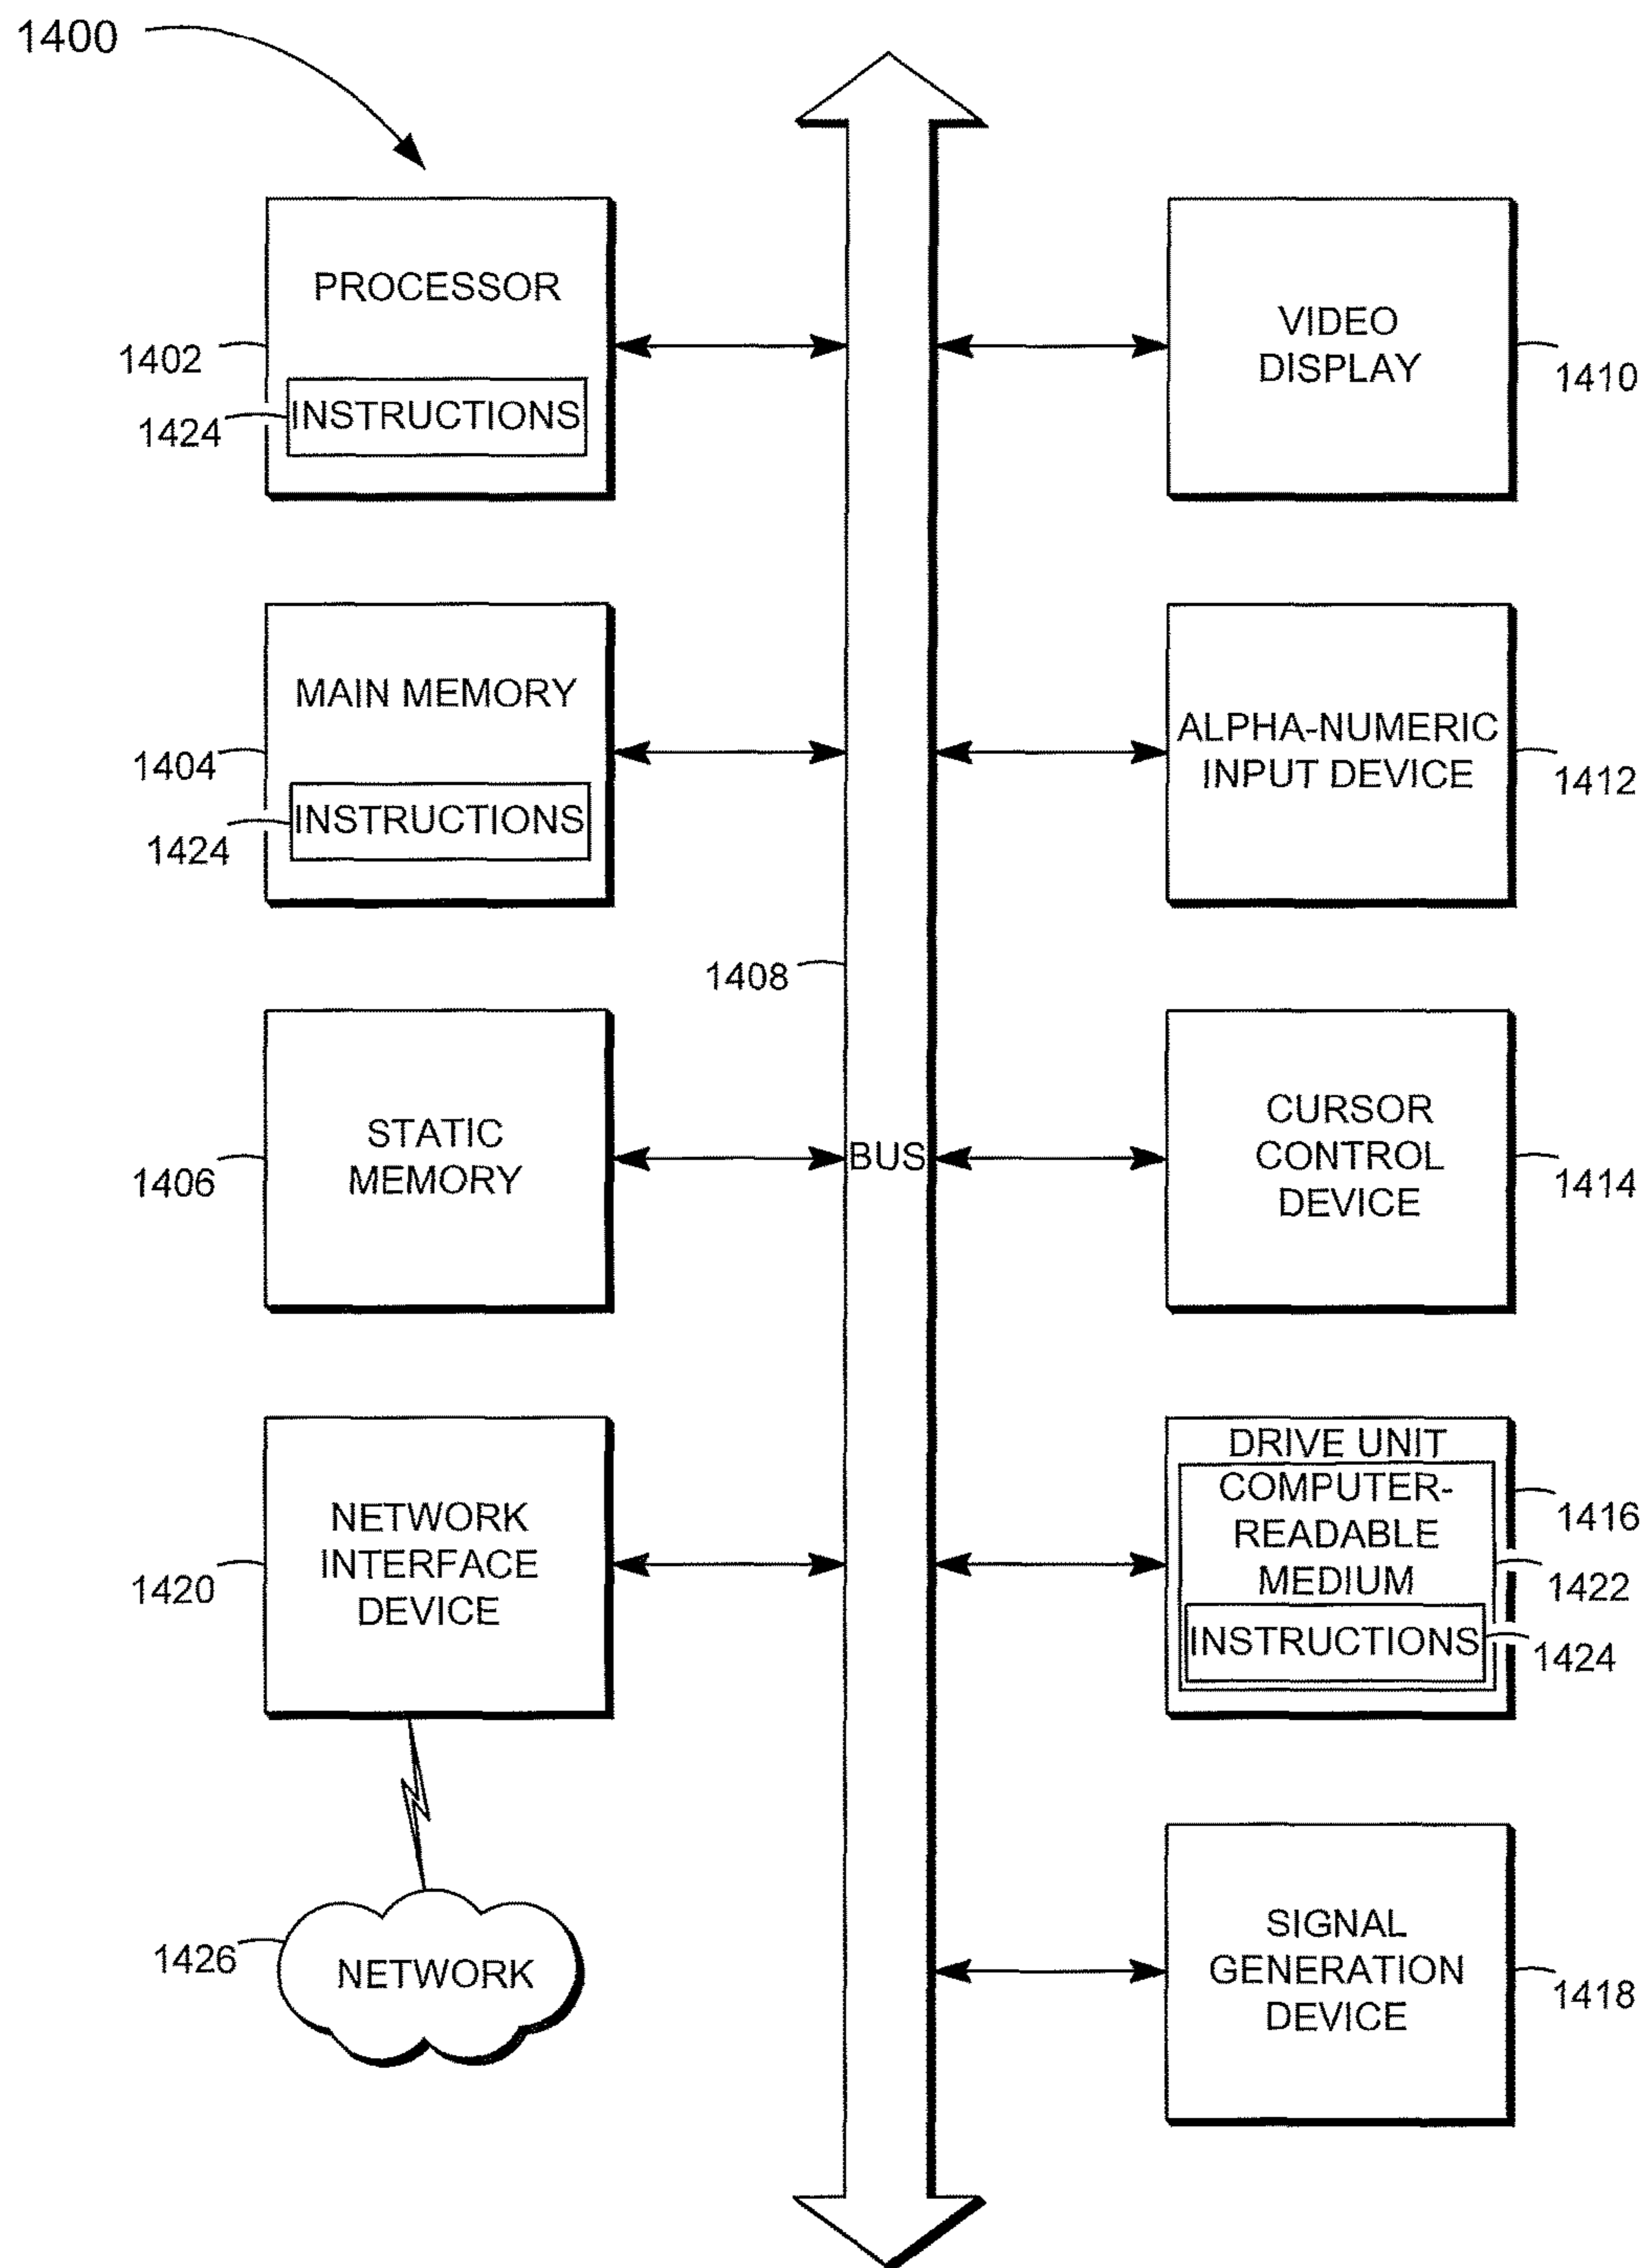 1400
PROCESSOR
1402
INSTRUCTIONS
1424
VIDEO
DISPLAY
1410
MAIN MEMORY
1404
INSTRUCTIONS
1424
ALPHA-NUMERIC
INPUT DEVICE
1412
1408
STATIC
MEMORY
1406
BUS
CURSOR
CONTROL
DEVICE
1414
NETWORK
INTERFACE
DEVICE
1420
DRIVE UNIT
1416
COMPUTER-
READABLE
MEDIUM
1422
INSTRUCTIONS
1424
1426
NETWORK
SIGNAL
GENERATION
DEVICE
1418